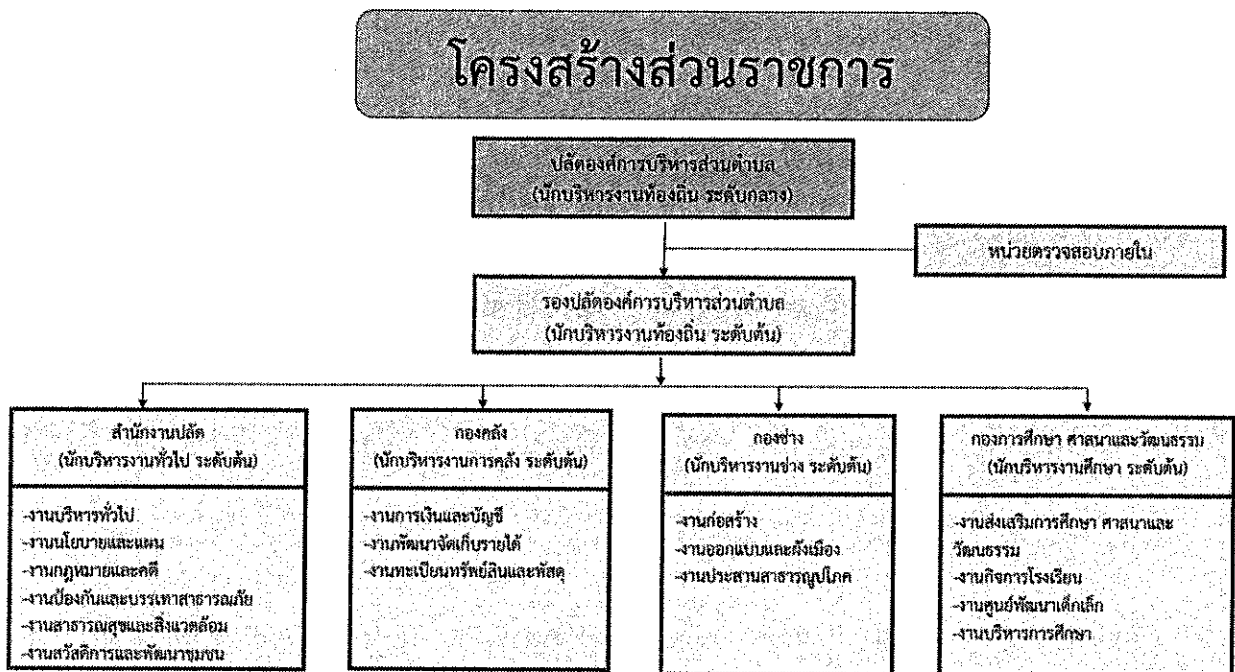 โครงสร้างส่วนราชการ
ปลัดองค์การบริหารส่วนตำบล
(นักบริหารงานท้องถิ่น ระดับกลาง)
หน่วยตรวจสอบภายใน
รองปลัดองค์การบริหารส่วนตำบล
(นักบริหารงานท้องถิ่น ระดับต้น)
สำนักงานปลัด
(นักบริหารงานทั่วไป ระดับต้น)
-งานบริหารทั่วไป
-งานนโยบายและแผน
-งานกฎหมายและคดี
-งานป้องกันและบรรเทาสาธารณภัย
-งานสาธารณสุขและสิ่งแวดล้อม
-งานสวัสดิการและพัฒนาชุมชน
กองคลัง
(นักบริหารงานการคลัง ระดับต้น)
-งานการเงินและบัญชี
-งานพัฒนาจัดเก็บรายได้
-งานทะเบียนทรัพย์สินและพัสดุ
กองช่าง
(นักบริหารงานช่าง ระดับต้น)
-งานก่อสร้าง
-งานออกแบบและผังเมือง
-งานประสานสาธารณูปโภค
กองการศึกษา ศาสนาและวัฒนธรรม
(นักบริหารงานศึกษา ระดับต้น)
-งานส่งเสริมการศึกษา ศาสนาและ
วัฒนธรรม
-งานกิจการโรงเรียน
-งานศูนย์พัฒนาเด็กเล็ก
-งานบริหารการศึกษา